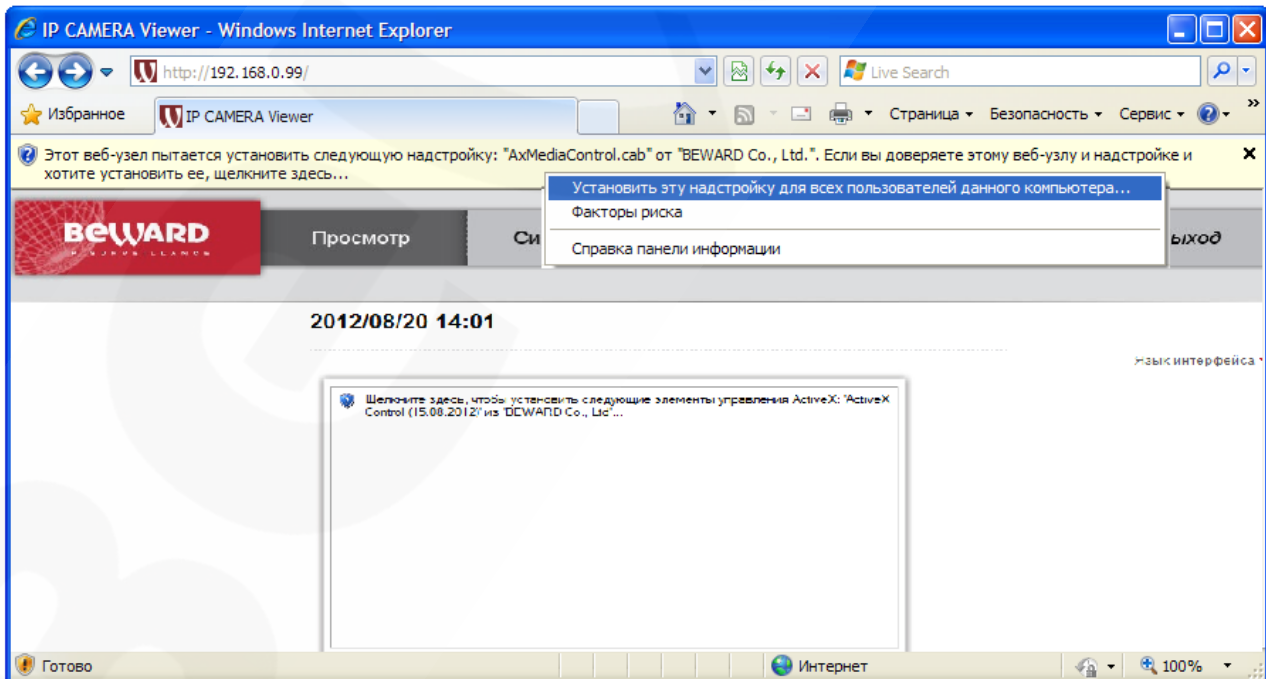 IP CAMERA Viewer - Windows Internet Explorer
http://192.168.0.99/
Live Search
Избранное
IP CAMERA Viewer
Страница
Безопасность
Сервис
»
Этот веб-узел пытается установить следующую надстройку: "AxMediaControl.cab" от "BEWARD Co., Ltd.". Если вы доверяете этому веб-узлу и надстройке и
хотите установить ее, щелкните здесь...
Установить эту надстройку для всех пользователей данного компьютера...
Факторы риска
Справка панели информации
BEWARD
Просмотр
Си
ыход
2012/08/20 14:01
Язык интерфейса
Щелкните здесь, чтобы установить следующие элементы управления ActiveX: "ActiveX
Control (15.08.2012)" из "BEWARD Co., Ltd"...
Готово
Интернет
100%